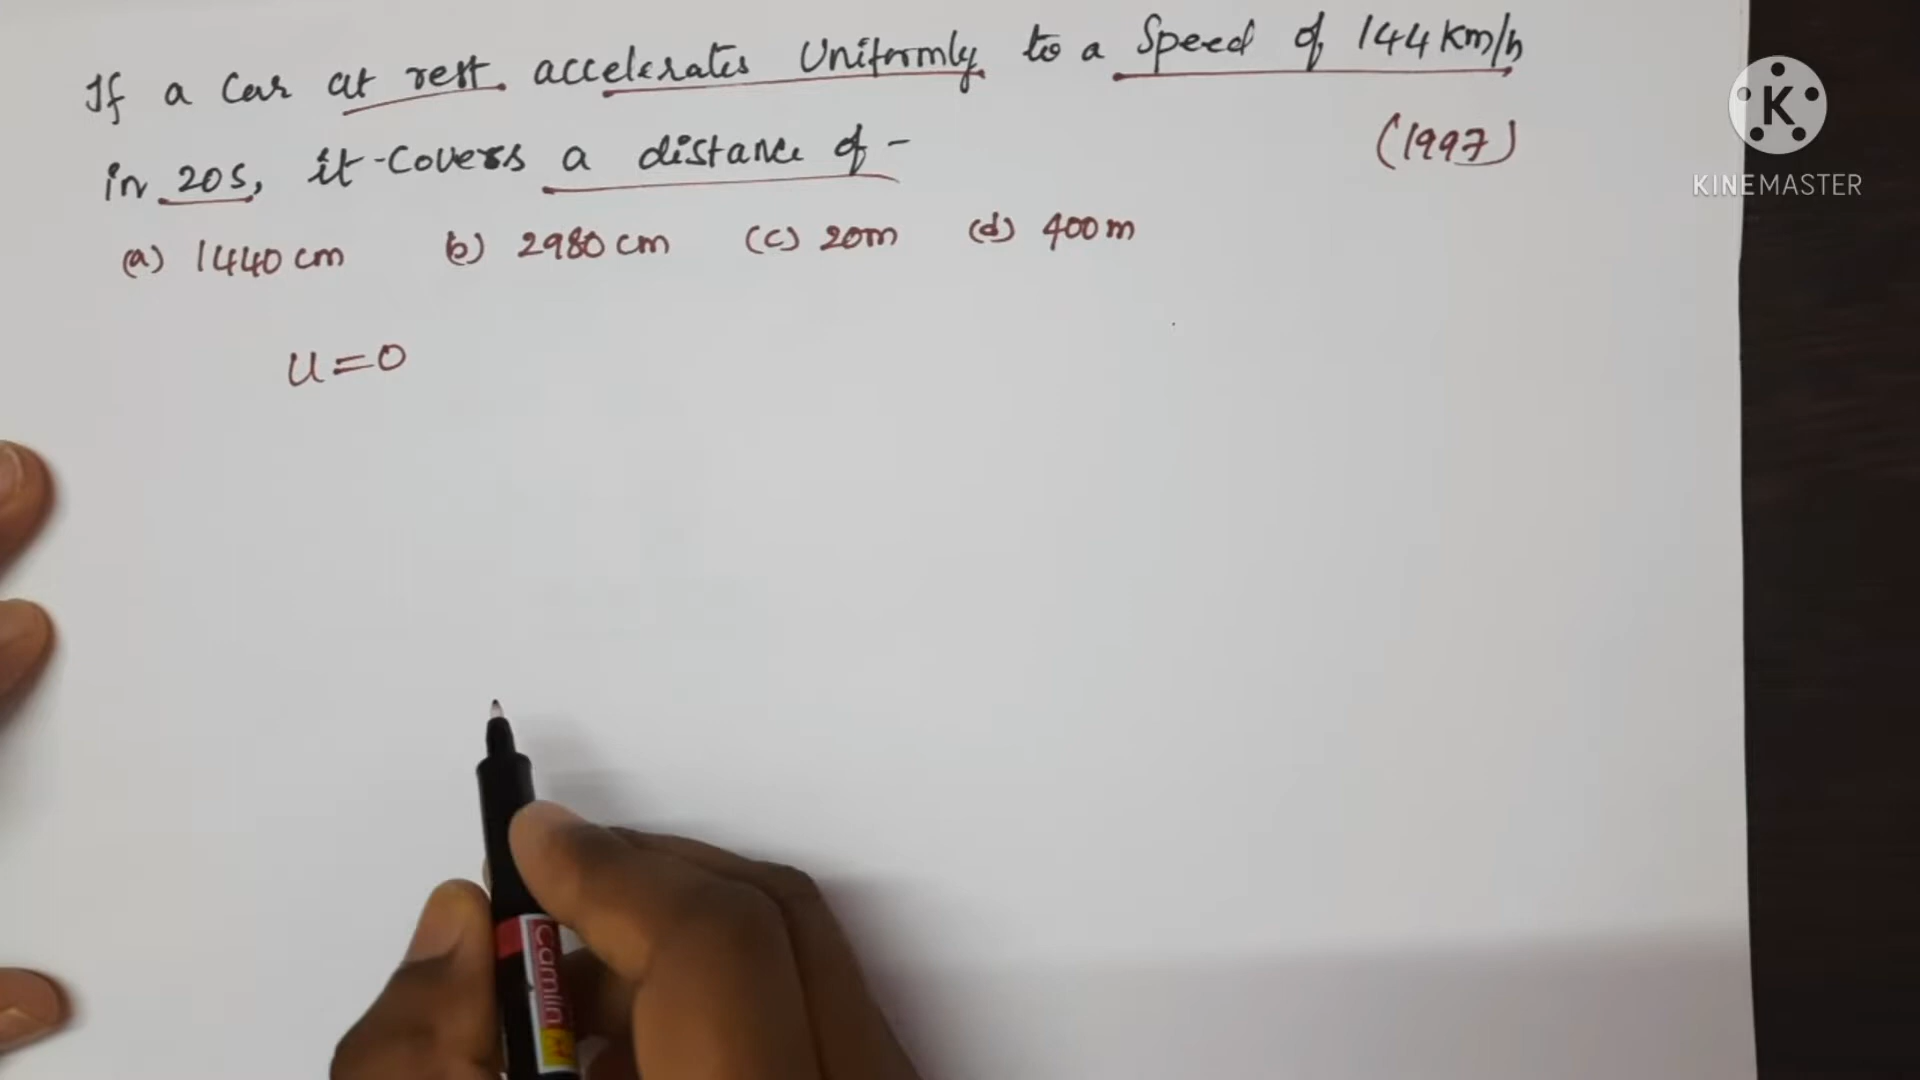 If a Car at rest accelerates Uniformly to a Speed of 144 Km/h
in 20s, it covers a distance of - (1997)
(a) 1440 cm (b) 2980 cm (c) 20m (d) 400 m
u=0
K
KINEMASTER
Camlin